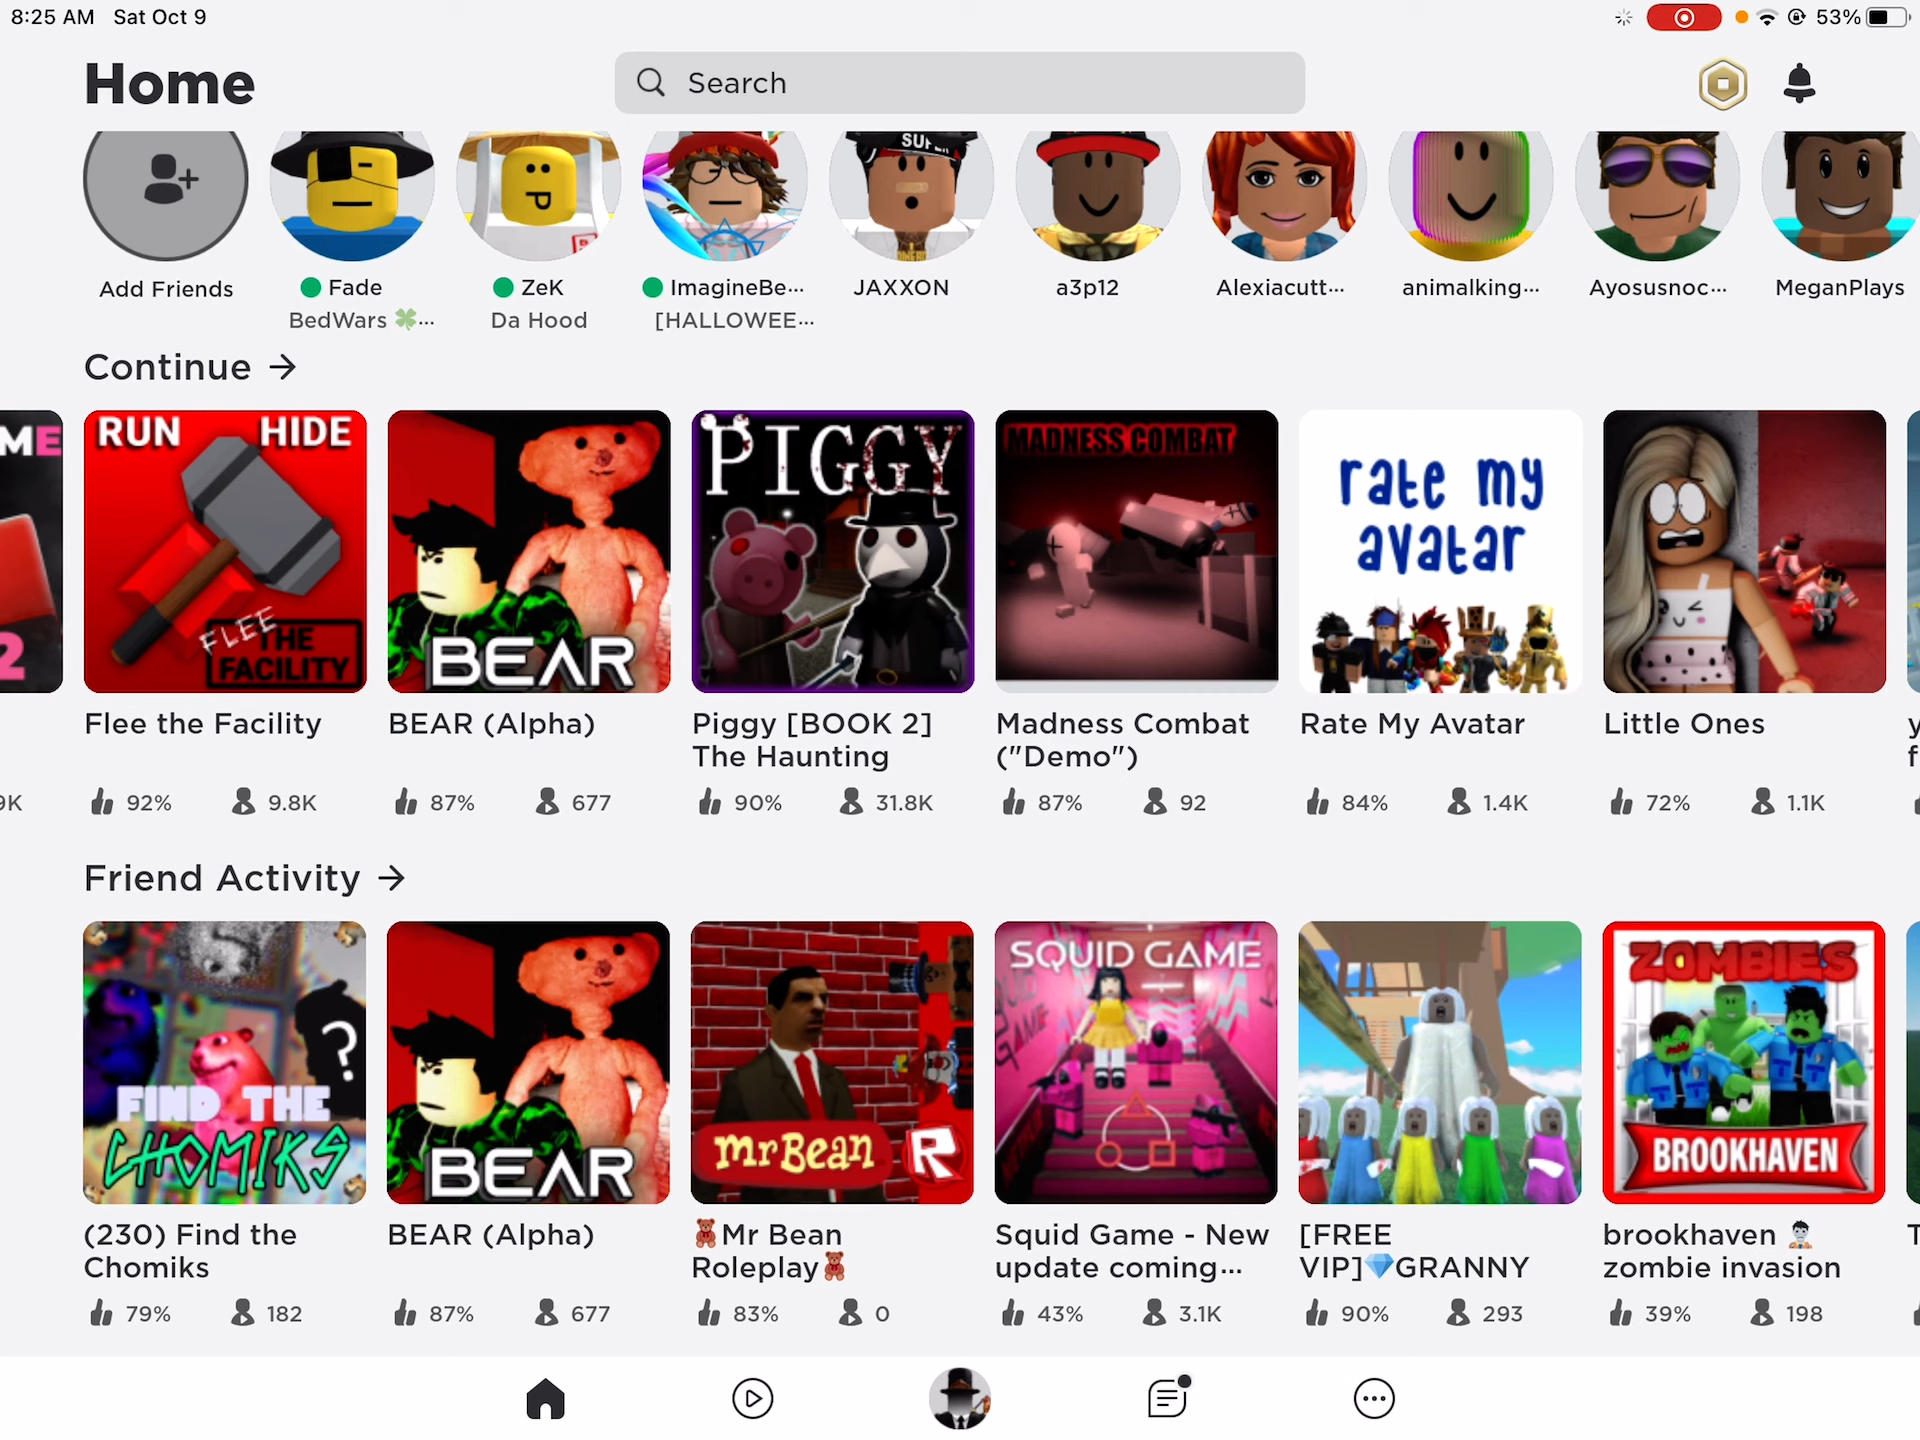 8:25 AM Sat Oct 9
53%
Home
Search
SUPER
Add Friends
Fade
ZeK
ImagineBe...
JAXXON
a3p12
Alexiacutt...
animalking...
Ayosusnoc...
MeganPlays
BedWars 🍀...
Da Hood
[HALLOWEE...
Continue →
ME
2
RUN HIDE
FLEE THE FACILITY
BEAR
PIGGY
MADNESS COMBAT
rate my avatar
Flee the Facility
BEAR (Alpha)
Piggy [BOOK 2]
The Haunting
Madness Combat
("Demo")
Rate My Avatar
Little Ones
y
f
9K
92% 9.8K
87% 677
90% 31.8K
87% 92
84% 1.4K
72% 1.1K
Friend Activity →
?
FIND THE
CHOMIKS
BEAR
mrBean
R
SQUID GAME
ZOMBIES
BROOKHAVEN
(230) Find the
Chomiks
BEAR (Alpha)
🧸Mr Bean
Roleplay🧸
Squid Game - New
update coming...
[FREE
VIP]💎GRANNY
brookhaven 🧟
zombie invasion
T
79% 182
87% 677
83% 0
43% 3.1K
90% 293
39% 198